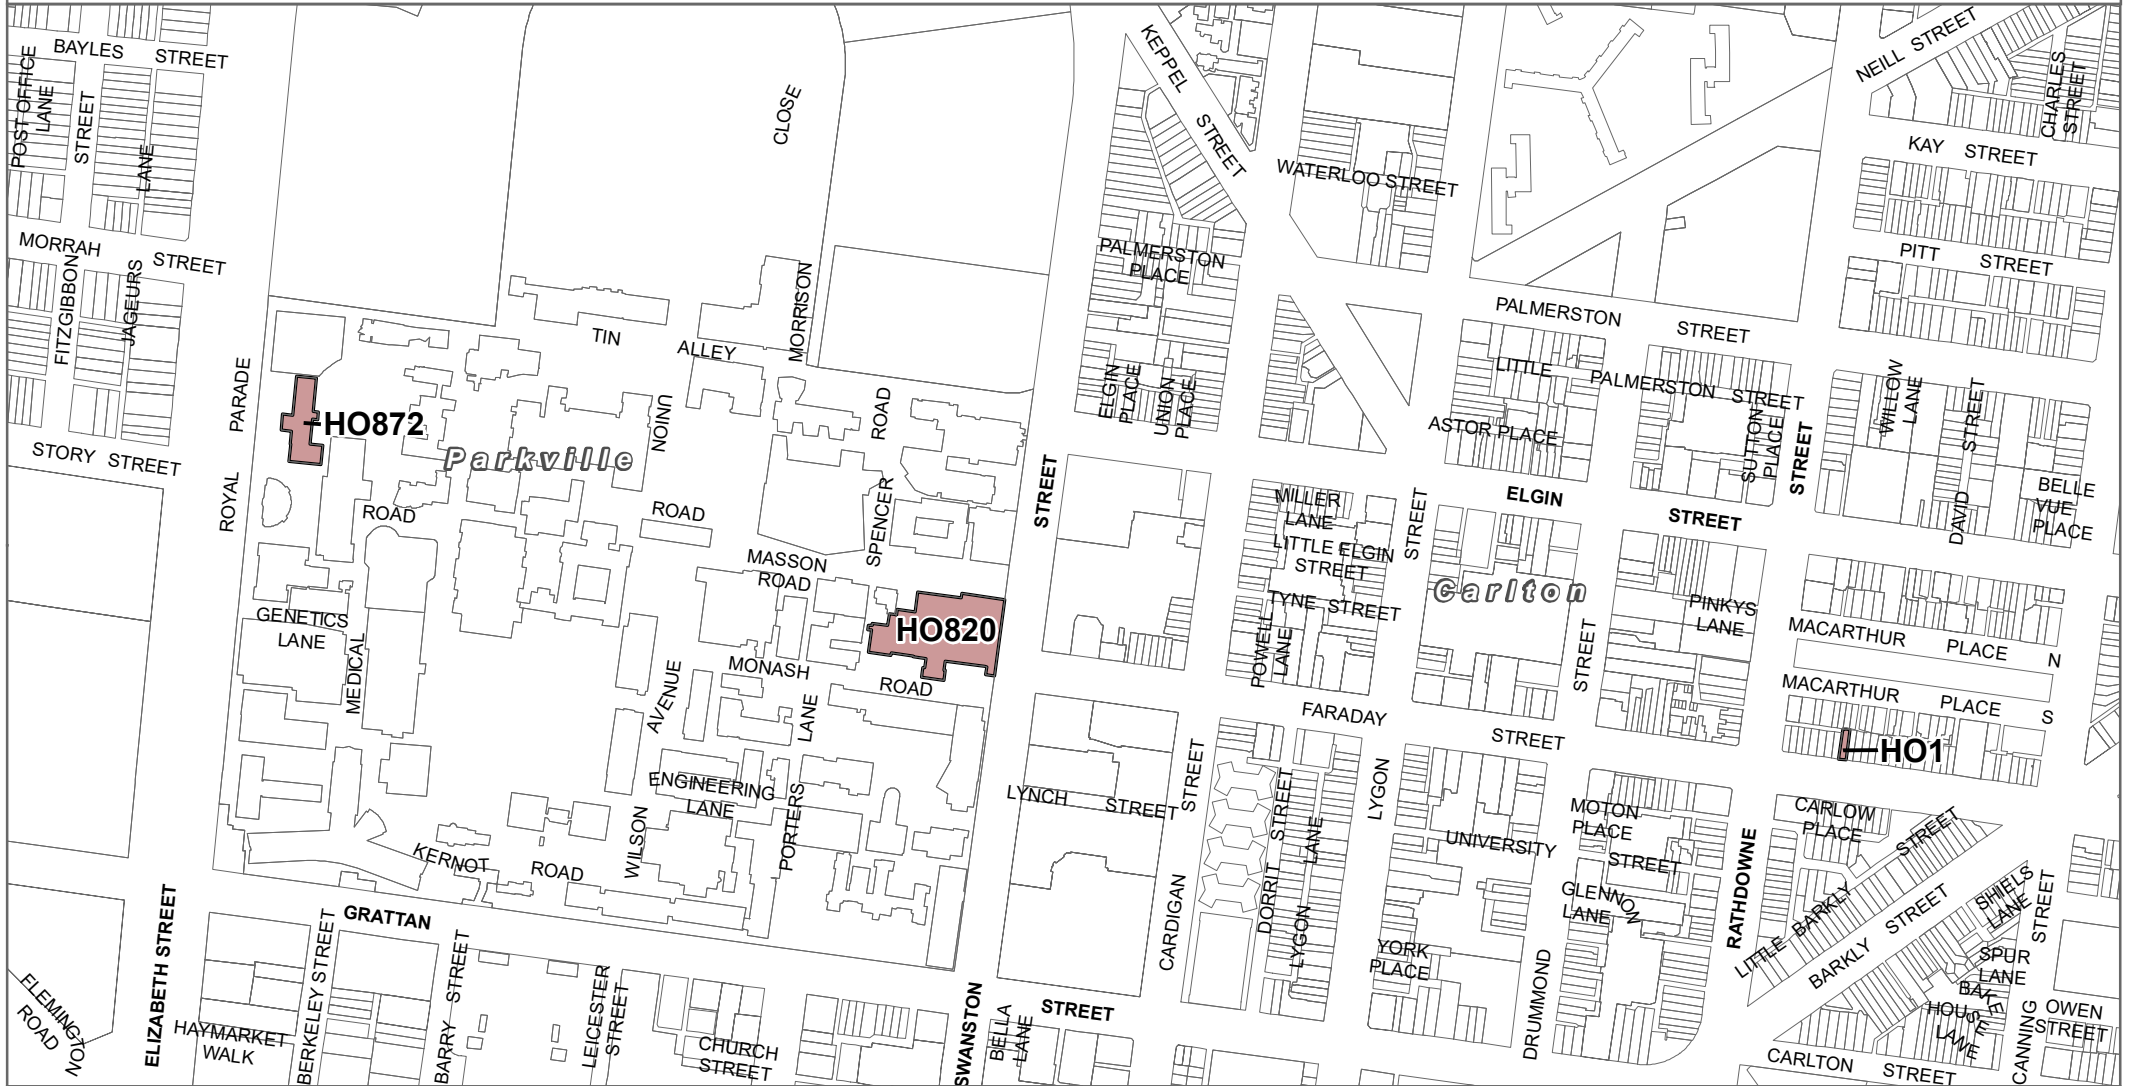 BAYLES STREET
POST OFFICE
LANE
STREET
LANE
MORRAH STREET
FITZGIBBON
JAGEURS
STORY STREET
PARADE
ROYAL
CLOSE
MORRISON
TIN ALLEY
HO872
Parkville
UNION
ROAD
ROAD
ROAD
SPENCER
MASSON
ROAD
HO820
GENETICS
LANE
MEDICAL
MONASH ROAD
AVENUE
LANE
ENGINEERING
LANE
WILSON
PORTERS
KERNOT ROAD
GRATTAN STREET
ELIZABETH STREET
FLEMINGTON
ROAD
HAYMARKET
WALK
BERKELEY STREET
BARRY STREET
LEICESTER
STREET
CHURCH
STREET
SWANSTON
STREET
BELLA
LANE
KEPPEL STREET
WATERLOO STREET
PALMERSTON
PLACE
ELGIN
PLACE
UNION
PLACE
PALMERSTON STREET
LITTLE PALMERSTON STREET
ASTOR PLACE
SUTTON
PLACE
STREET
ELGIN STREET
MILLER
LANE
LITTLE ELGIN
STREET
TYNE STREET
POWELL
LANE
STREET
Carlton
STREET
PINKYS
LANE
FARADAY STREET
LYNCH STREET
STREET
CARDIGAN
DORRIT STREET
LYGON LANE
LYGON
UNIVERSITY STREET
MOTON
PLACE
GLENNON
LANE
YORK
PLACE
DRUMMOND
RATHDOWNE
NEILL STREET
CHARLES
STREET
KAY STREET
PITT STREET
WILLOW
LANE
DAVID STREET
BELLE
VUE
PLACE
MACARTHUR PLACE N
MACARTHUR PLACE S
HO1
CARLOW
PLACE
LITTLE BARKLY STREET
BARKLY STREET
SHIELS
LANE
STREET
SPUR
LANE
BAKE
HOUSE
LANE
CANNING
OWEN
STREET
CARLTON STREET